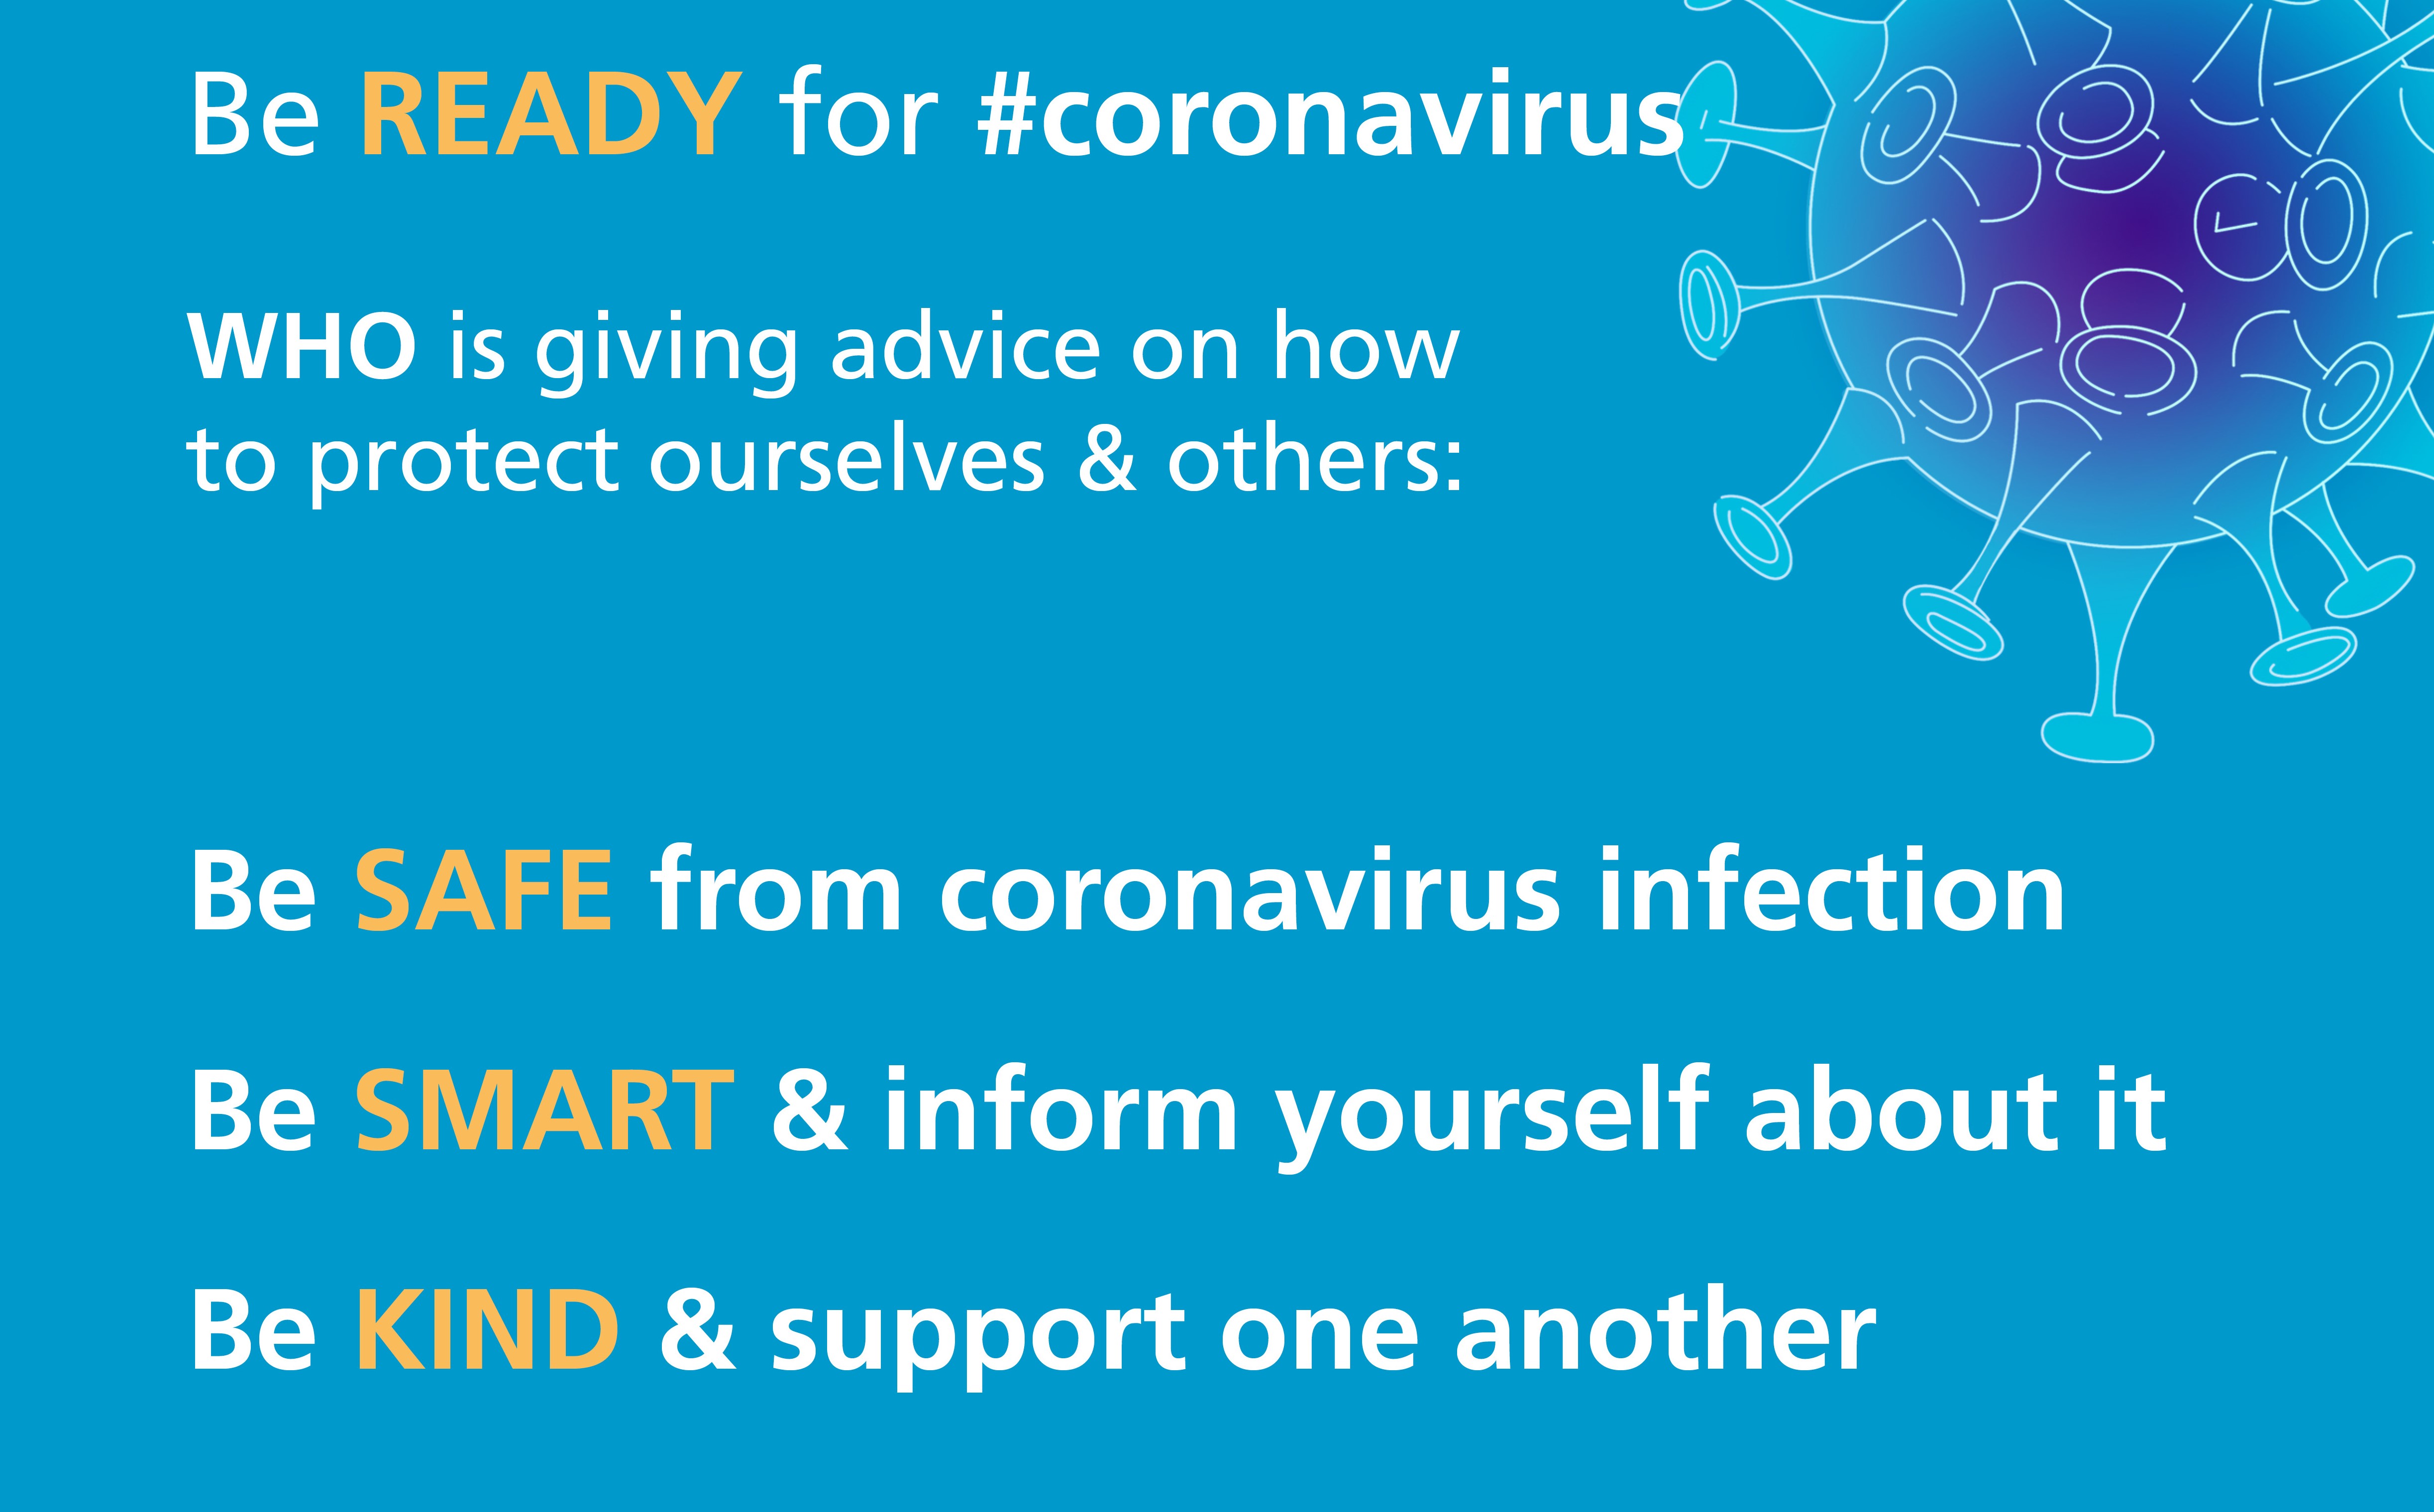 Be READY for #coronavirus
WHO is giving advice on how
to protect ourselves & others:
Be SAFE from coronavirus infection
Be SMART & inform yourself about it
Be KIND & support one another